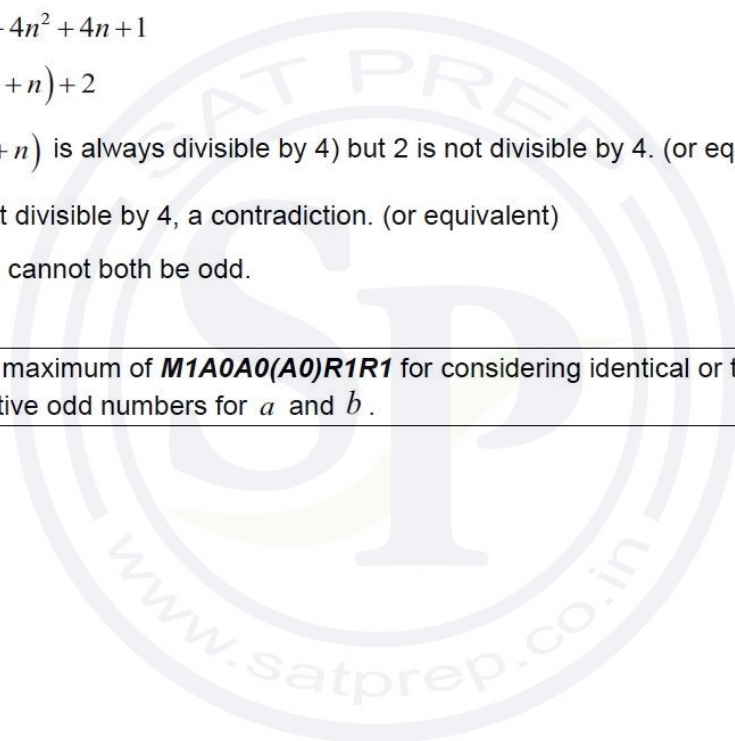 - 4n² + 4n + 1
+ n) + 2
+ n) is always divisible by 4) but 2 is not divisible by 4. (or eq
t divisible by 4, a contradiction. (or equivalent)
cannot both be odd.
maximum of M1A0A0(A0)R1R1 for considering identical or t
tive odd numbers for a and b.
SAT PREP
SP
www.satprep.co.in